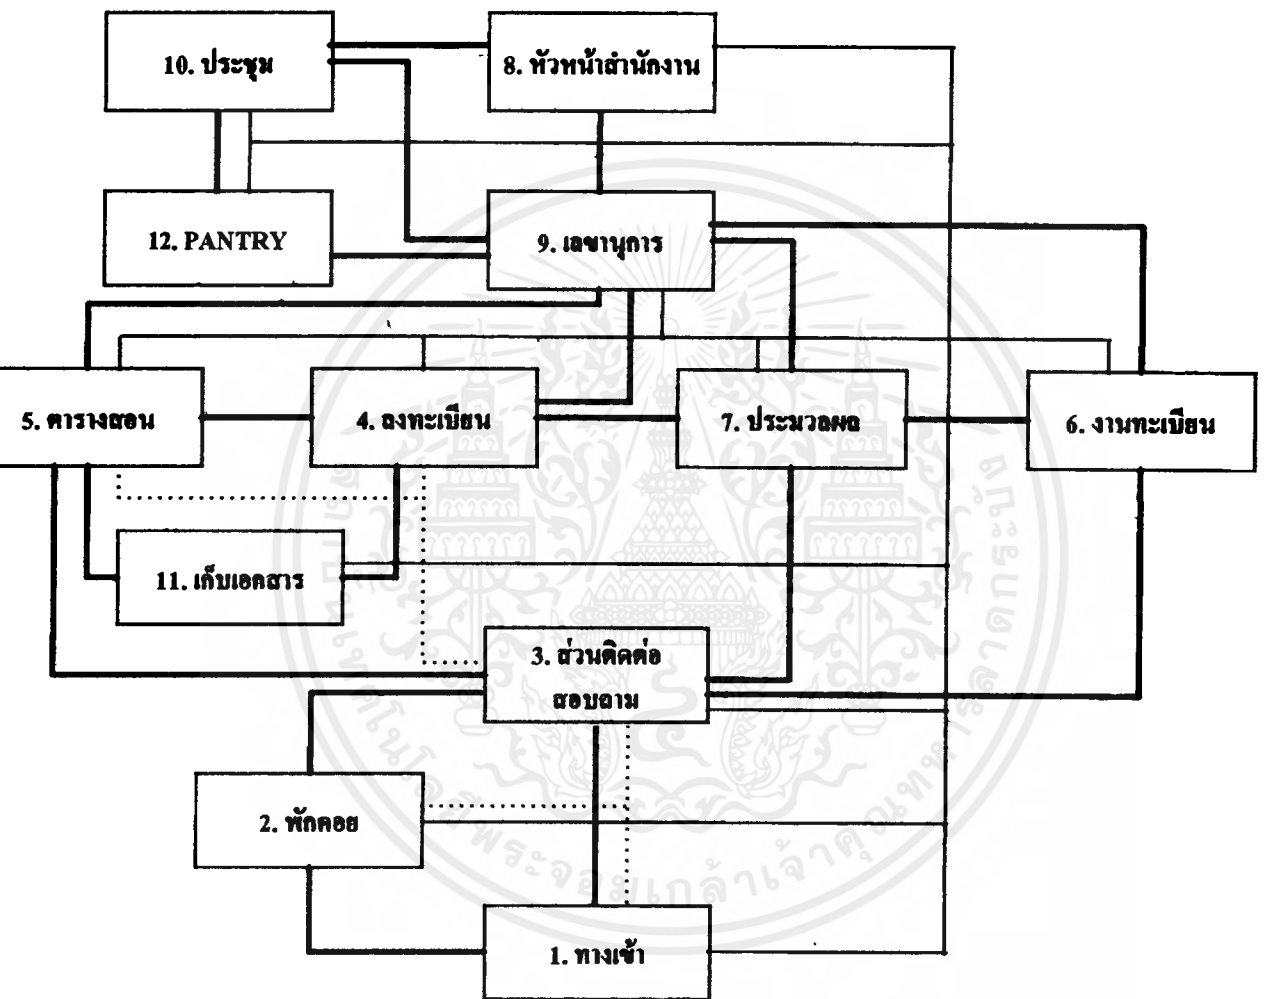 10. ประชุม
8. หัวหน้าสำนักงาน
12. PANTRY
9. เลขานุการ
5. ตารางสอน
4. ลงทะเบียน
7. ประมวลผล
6. งานทะเบียน
11. เก็บเอกสาร
3. ส่วนติดต่อ
สอบถาม
2. พักคอย
1. ทางเข้า